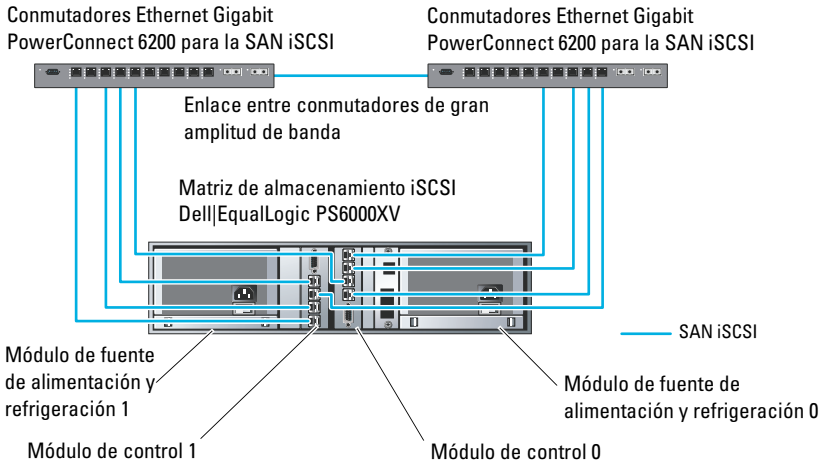 Conmutadores Ethernet Gigabit
PowerConnect 6200 para la SAN iSCSI
Conmutadores Ethernet Gigabit
PowerConnect 6200 para la SAN iSCSI
Enlace entre conmutadores de gran
amplitud de banda
Matriz de almacenamiento iSCSI
Dell|EqualLogic PS6000XV
SAN iSCSI
Módulo de fuente
de alimentación y
refrigeración 1
Módulo de fuente de
alimentación y refrigeración 0
Módulo de control 1
Módulo de control 0